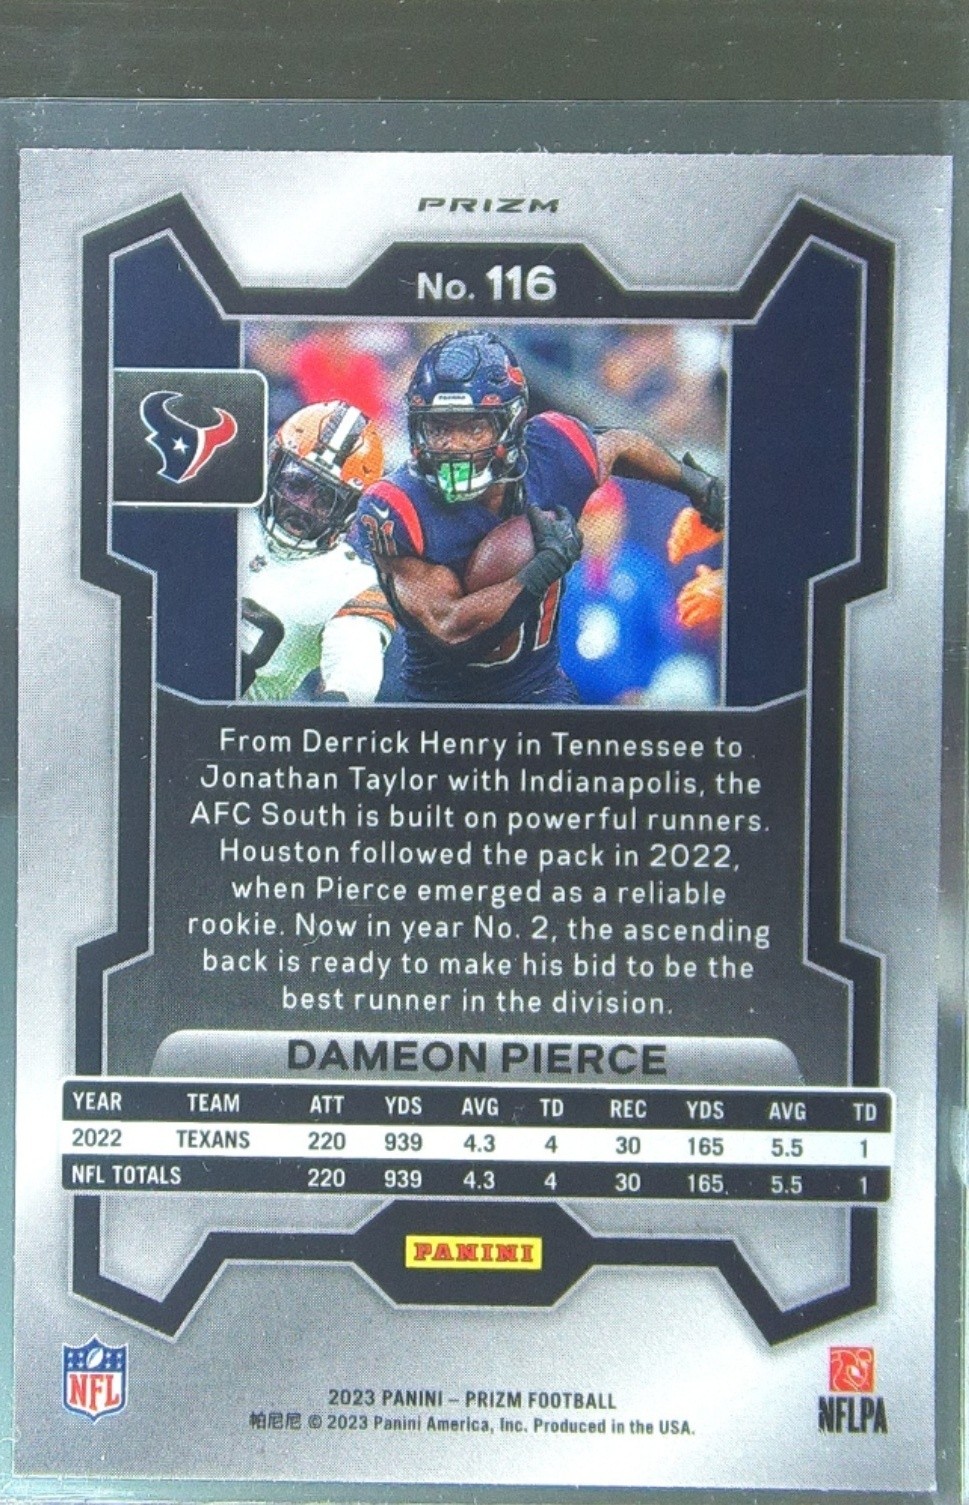 PRIZM
No. 116
31
31
From Derrick Henry in Tennessee to
Jonathan Taylor with Indianapolis, the
AFC South is built on powerful runners.
Houston followed the pack in 2022,
when Pierce emerged as a reliable
rookie. Now in year No. 2, the ascending
back is ready to make his bid to be the
best runner in the division.
DAMEON PIERCE
YEAR TEAM ATT YDS AVG TD REC YDS AVG TD
2022 TEXANS 220 939 4.3 4 30 165 5.5 1
NFL TOTALS 220 939 4.3 4 30 165 5.5 1
PANINI
NFL
2023 PANINI – PRIZM FOOTBALL
帕尼尼 © 2023 Panini America, Inc. Produced in the USA.
NFLPA